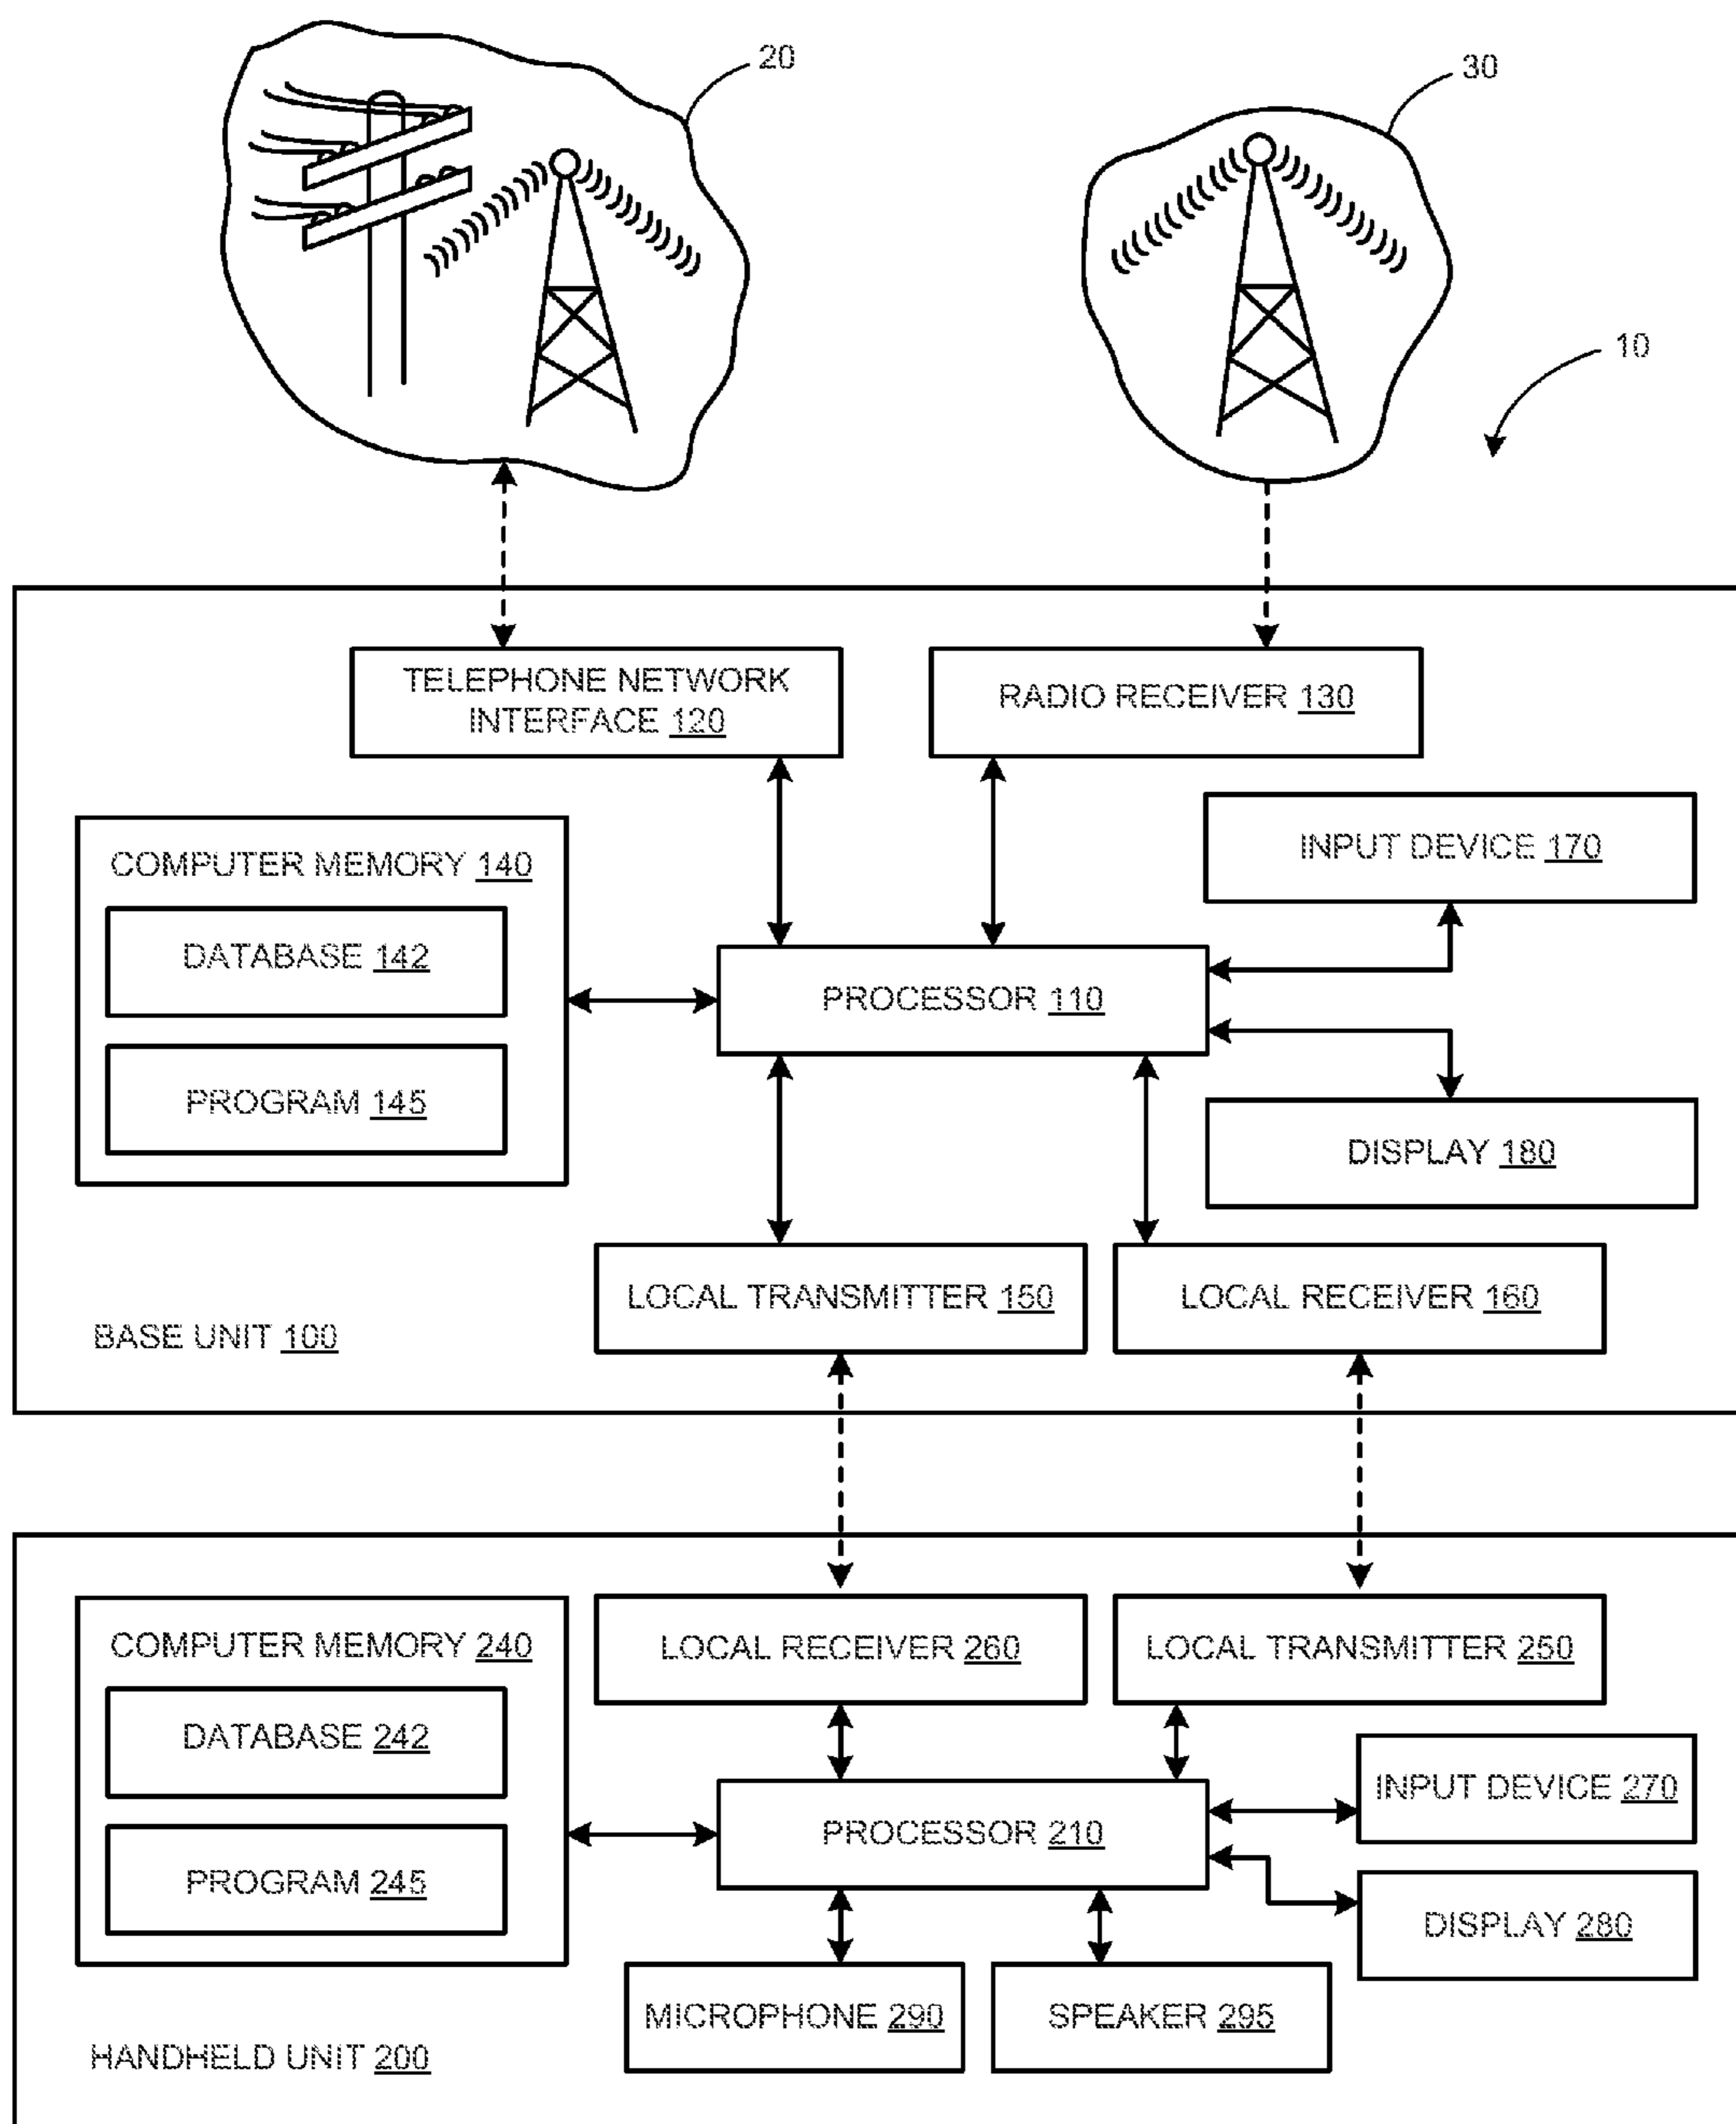 20
30
10
TELEPHONE NETWORK
INTERFACE 120
RADIO RECEIVER 130
INPUT DEVICE 170
COMPUTER MEMORY 140
DATABASE 142
PROCESSOR 110
PROGRAM 145
DISPLAY 180
LOCAL TRANSMITTER 150
LOCAL RECEIVER 160
BASE UNIT 100
COMPUTER MEMORY 240
LOCAL RECEIVER 260
LOCAL TRANSMITTER 250
DATABASE 242
INPUT DEVICE 270
PROCESSOR 210
PROGRAM 245
DISPLAY 280
MICROPHONE 290
SPEAKER 295
HANDHELD UNIT 200